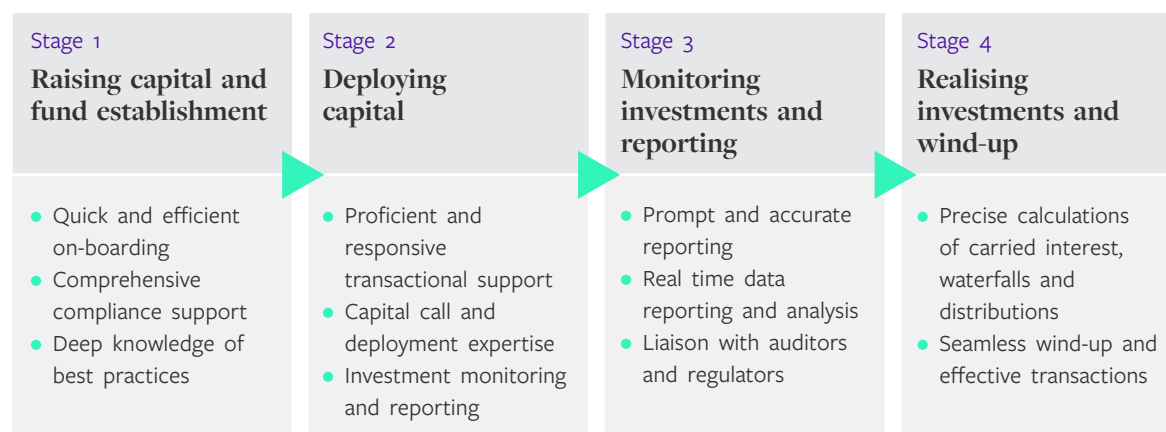 Stage 1
Raising capital and
fund establishment
Quick and efficient
on-boarding
Comprehensive
compliance support
Deep knowledge of
best practices
Stage 2
Deploying
capital
Proficient and
responsive
transactional support
Capital call and
deployment expertise
Investment monitoring
and reporting
Stage 3
Monitoring
investments and
reporting
Prompt and accurate
reporting
Real time data
reporting and analysis
Liaison with auditors
and regulators
Stage 4
Realising
investments and
wind-up
Precise calculations
of carried interest,
waterfalls and
distributions
Seamless wind-up and
effective transactions